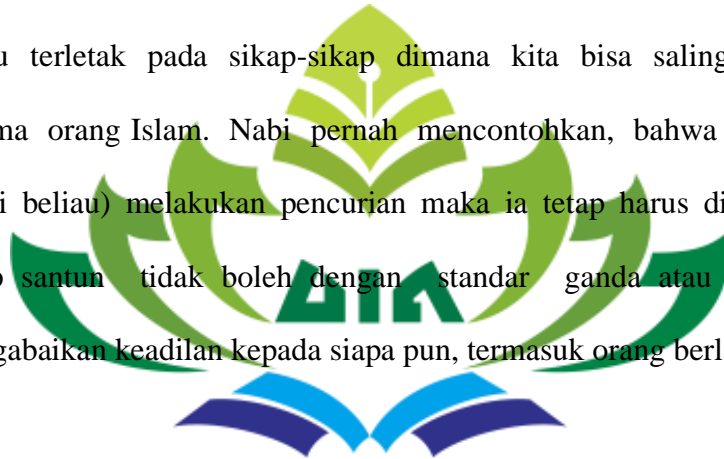 u terletak pada sikap-sikap dimana kita bisa saling
ma orang Islam. Nabi pernah mencontohkan, bahwa
i beliau) melakukan pencurian maka ia tetap harus di
santun tidak boleh dengan standar ganda atau
gabaikan keadilan kepada siapa pun, termasuk orang berl